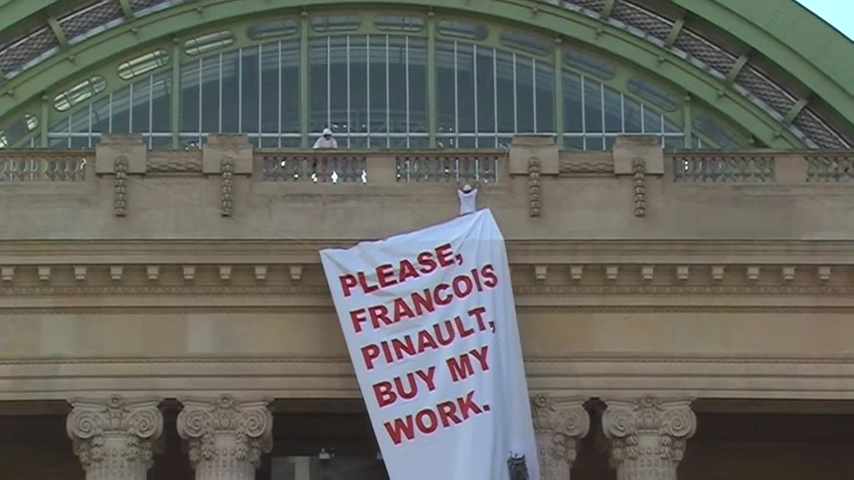 PLEASE,
FRANCOIS
PINAULT,
BUY MY
WORK.